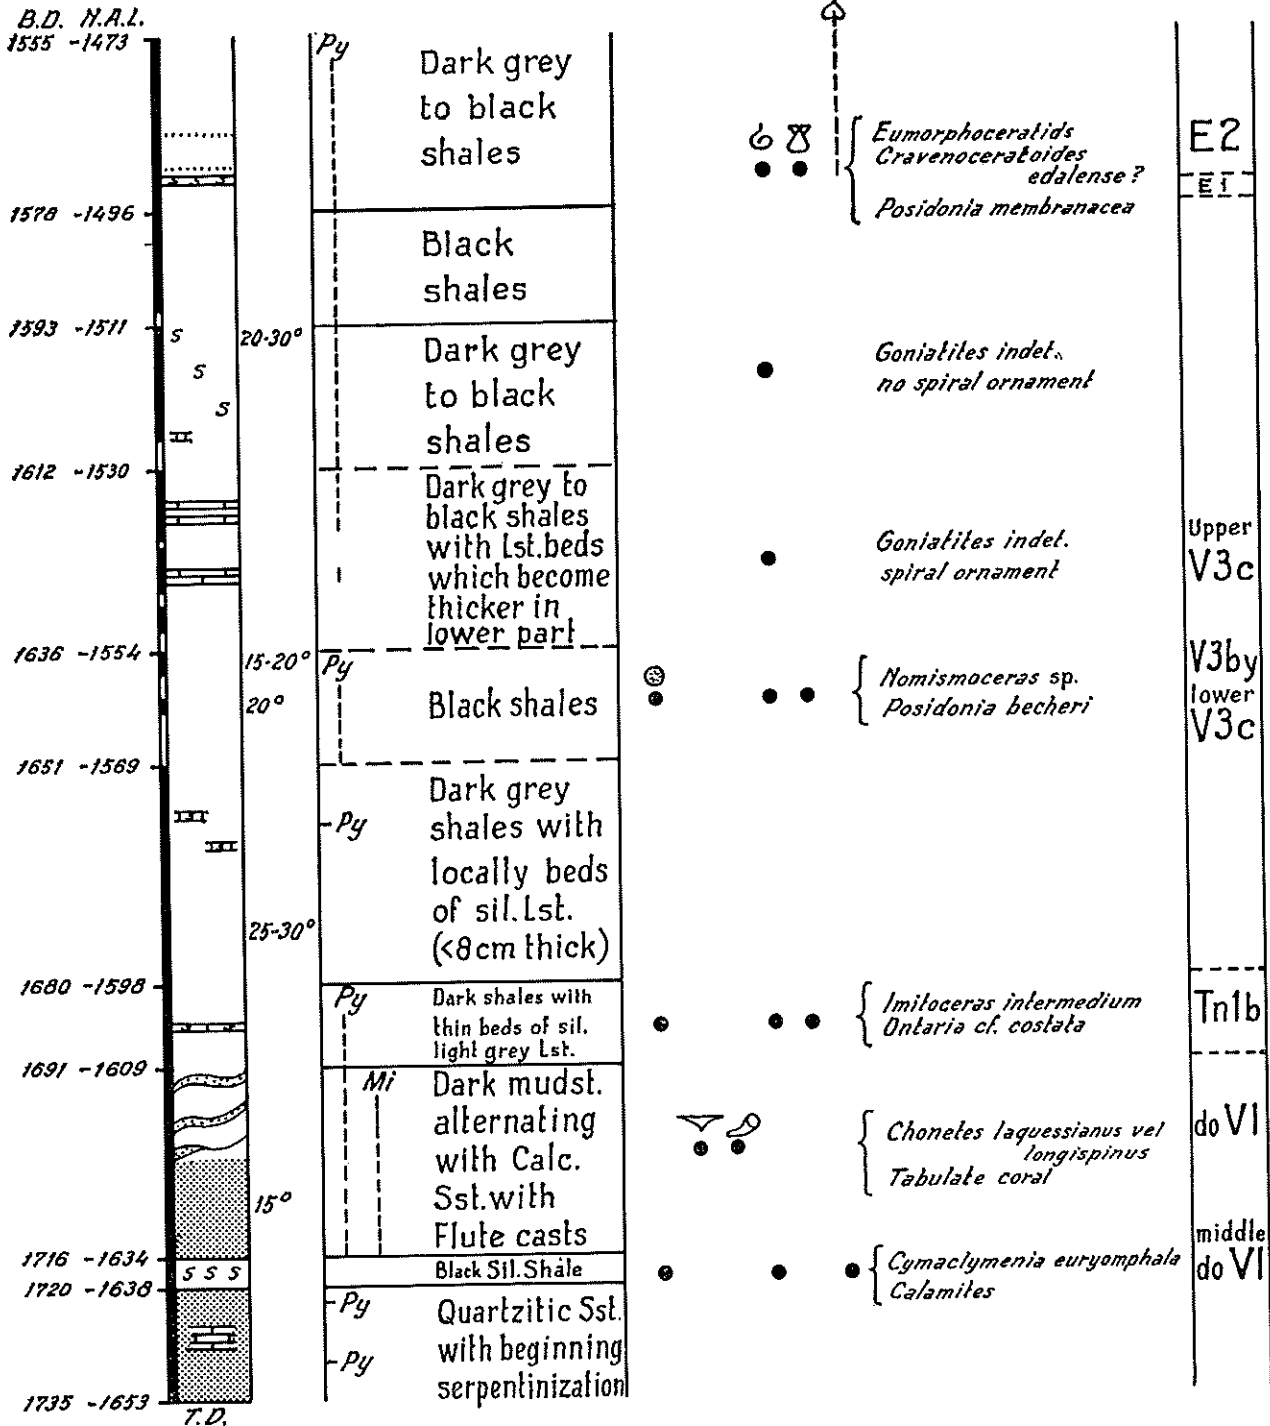 B.D. N.A.L.
1555 -1473
Py
Dark grey
to black
shales
Eumorphoceratids
Cravenoceratoides
edalense?
Posidonia membranacea
E2
E1
1578 -1496
Black
shales
1593 -1511
S
S
S
20-30°
Dark grey
to black
shales
Goniatites indet.
no spiral ornament
1612 -1530
Dark grey to
black shales
with Lst.beds
which become
thicker in
lower part
Goniatites indet.
spiral ornament
Upper
V3c
1636 -1554
15-20°
20°
Py
Black shales
Nomismoceras sp.
Posidonia becheri
V3by
lower
V3c
1651 -1569
Py
25-30°
Dark grey
shales with
locally beds
of sil. Lst.
(<8cm thick)
1680 -1598
Py
Dark shales with
thin beds of sil.
light grey Lst.
Imitoceras intermedium
Ontaria cf. costata
Tn1b
1691 -1609
Mi
15°
Dark mudst.
alternating
with Calc.
Sst.with
Flute casts
Chonetes laquessianus vel
longispinus
Tabulate coral
do VI
1716 -1634
S S S
Black Sil.Shale
Cymaclymenia euryomphala
Calamites
middle
do VI
1720 -1638
Py
Py
Quartzitic Sst.
with beginning
serpentinization
1735 -1653
T.D.